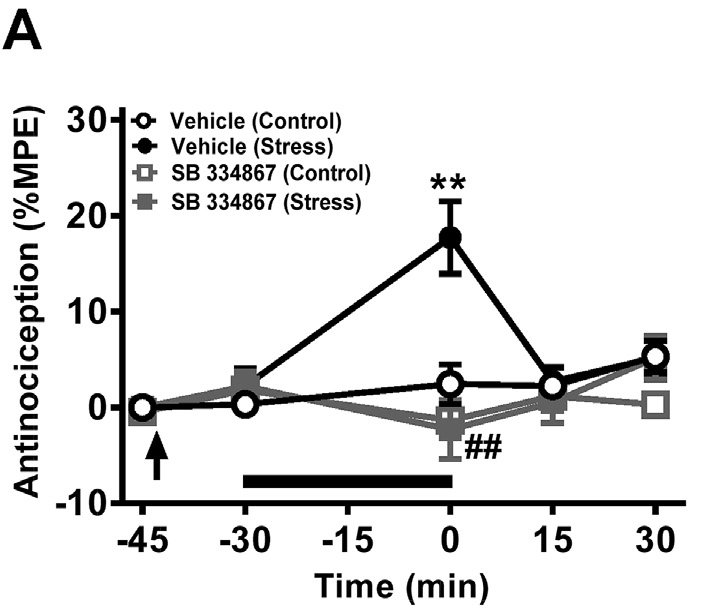 A
Antinociception (%MPE)
30
20
10
0
-10
Vehicle (Control)
Vehicle (Stress)
SB 334867 (Control)
SB 334867 (Stress)
**
##
-45 -30 -15 0 15 30
Time (min)